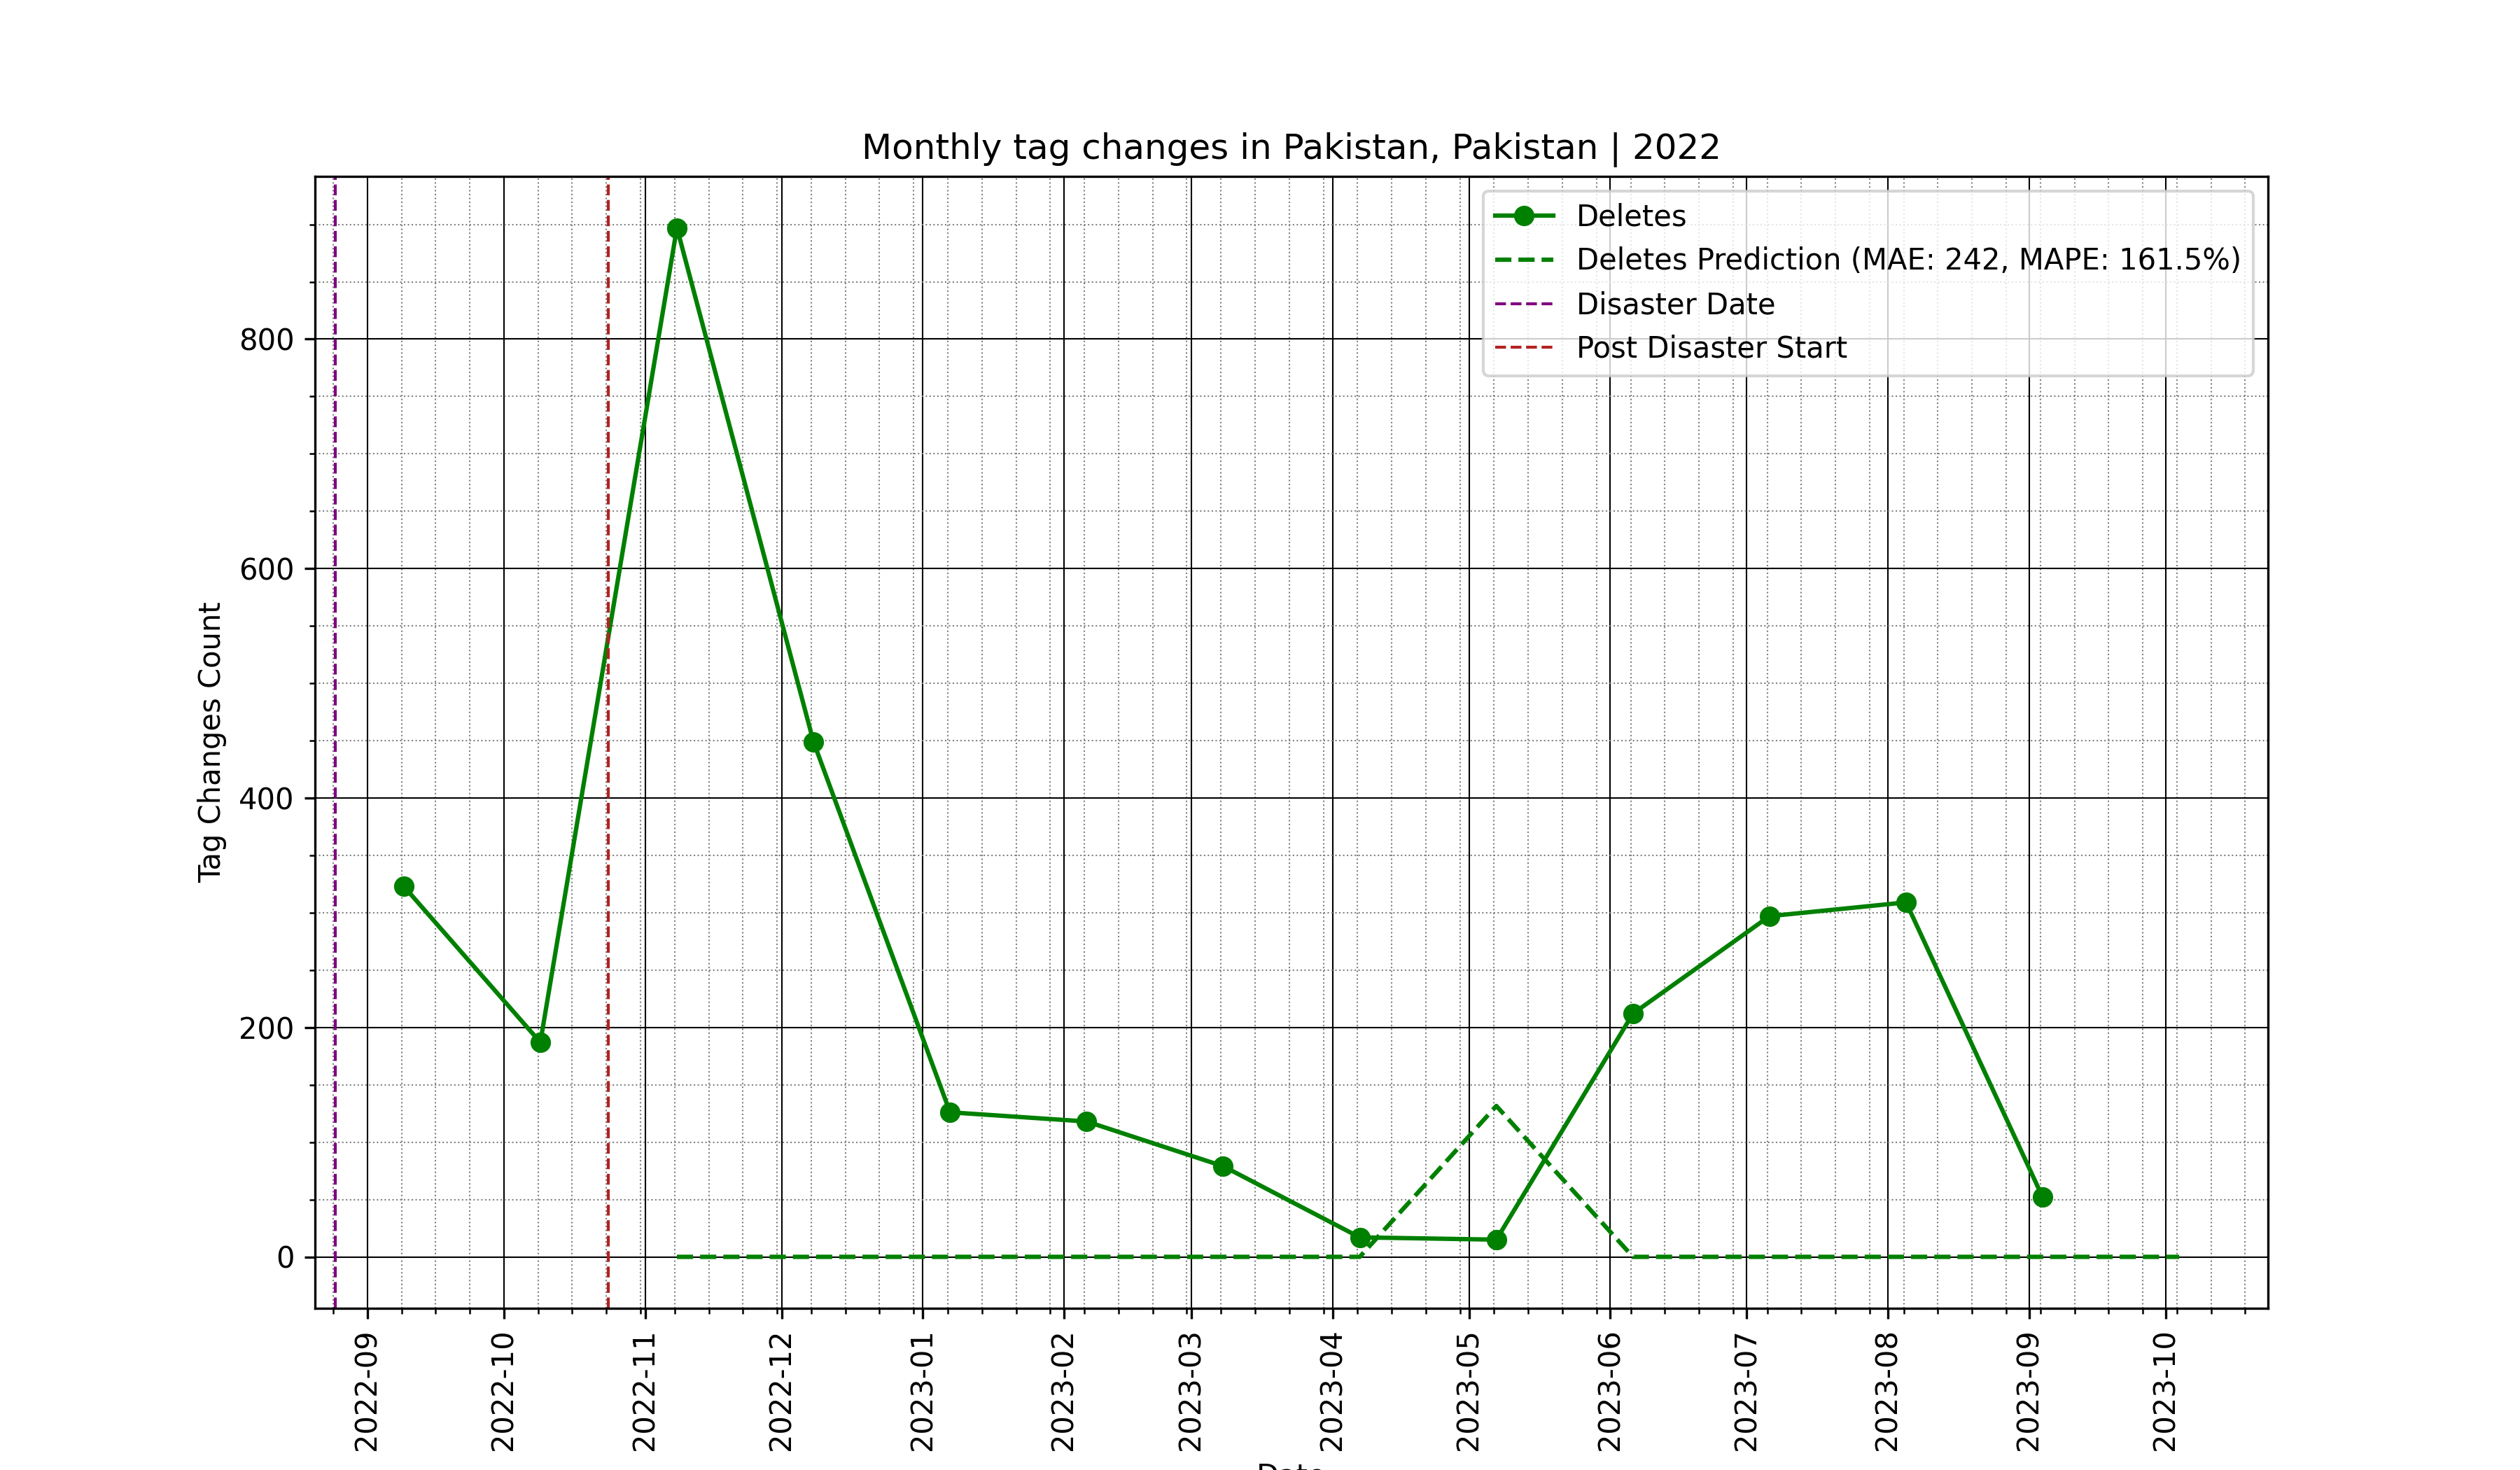 Monthly tag changes in Pakistan, Pakistan | 2022
Deletes
Deletes Prediction (MAE: 242, MAPE: 161.5%)
Disaster Date
Post Disaster Start
Tag Changes Count
800
600
400
200
0
2022-09
2022-10
2022-11
2022-12
2023-01
2023-02
2023-03
2023-04
2023-05
2023-06
2023-07
2023-08
2023-09
2023-10
Date